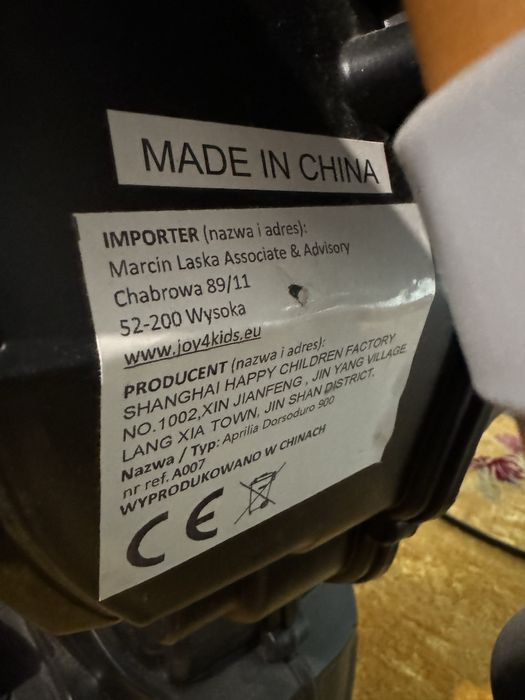 MADE IN CHINA
IMPORTER (nazwa i adres):
Marcin Laska Associate & Advisory
Chabrowa 89/11
52-200 Wysoka
www.joy4kids.eu
PRODUCENT (nazwa i adres):
SHANGHAI HAPPY CHILDREN FACTORY
NO.1002,XIN JIANFENG , JIN YANG VILLAGE
LANG XIA TOWN, JIN SHAN DISTRICT.
Nazwa / Typ: Aprilia Dorsoduro 900
nr ref. A007
WYPRODUKOWANO W CHINACH
CE